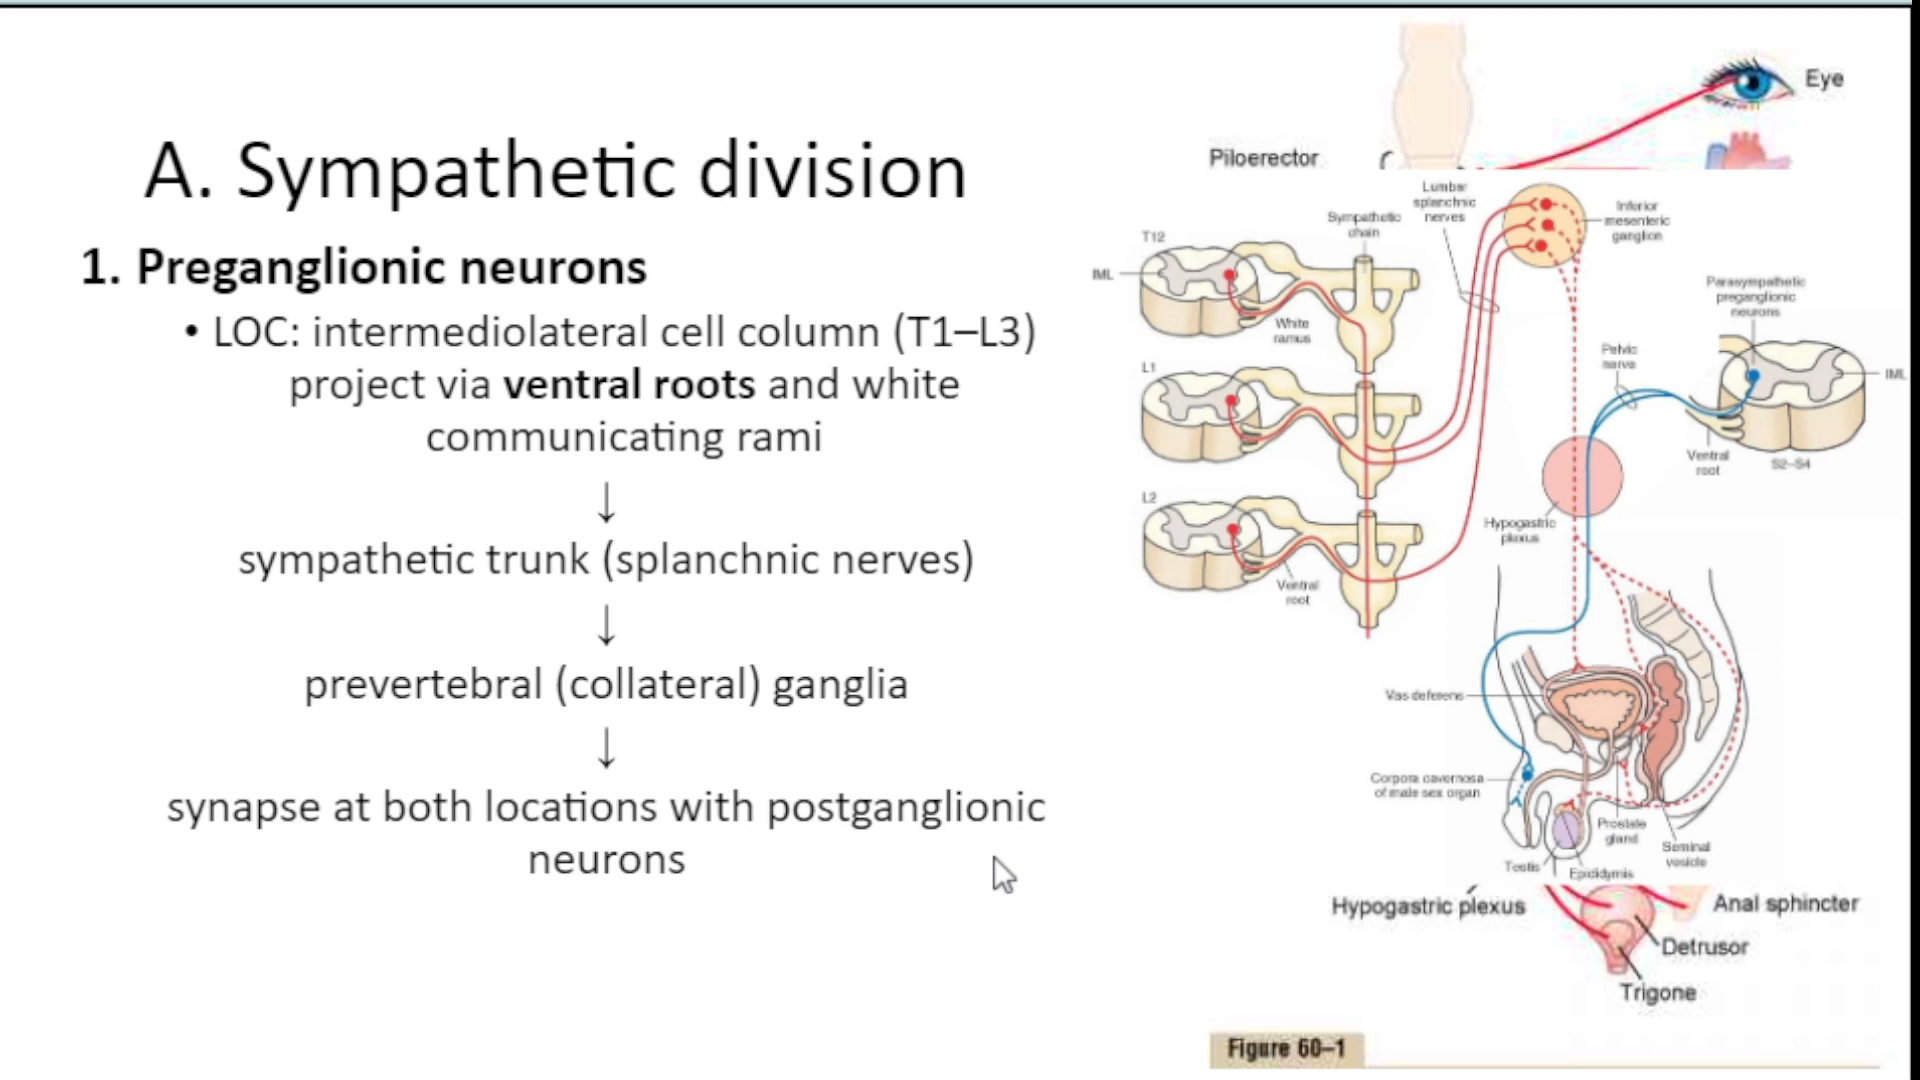 A. Sympathetic division
1. Preganglionic neurons
• LOC: intermediolateral cell column (T1–L3)
project via ventral roots and white
communicating rami
↓
sympathetic trunk (splanchnic nerves)
↓
prevertebral (collateral) ganglia
↓
synapse at both locations with postganglionic
neurons
Eye
Piloerector
Lumbar
splanchnic
nerves
Sympathetic
chain
Inferior
mesenteric
ganglion
T12
IML
White
ramus
Parasympathetic
preganglionic
neurons
Pelvic
nerve
IML
L1
Ventral
root
S2–S4
L2
Hypogastric
plexus
Ventral
root
Vas deferens
Corpora cavernosa
of male sex organ
Prostate
gland
Seminal
vesicle
Testis
Epididymis
Hypogastric plexus
Anal sphincter
Detrusor
Trigone
Figure 60–1